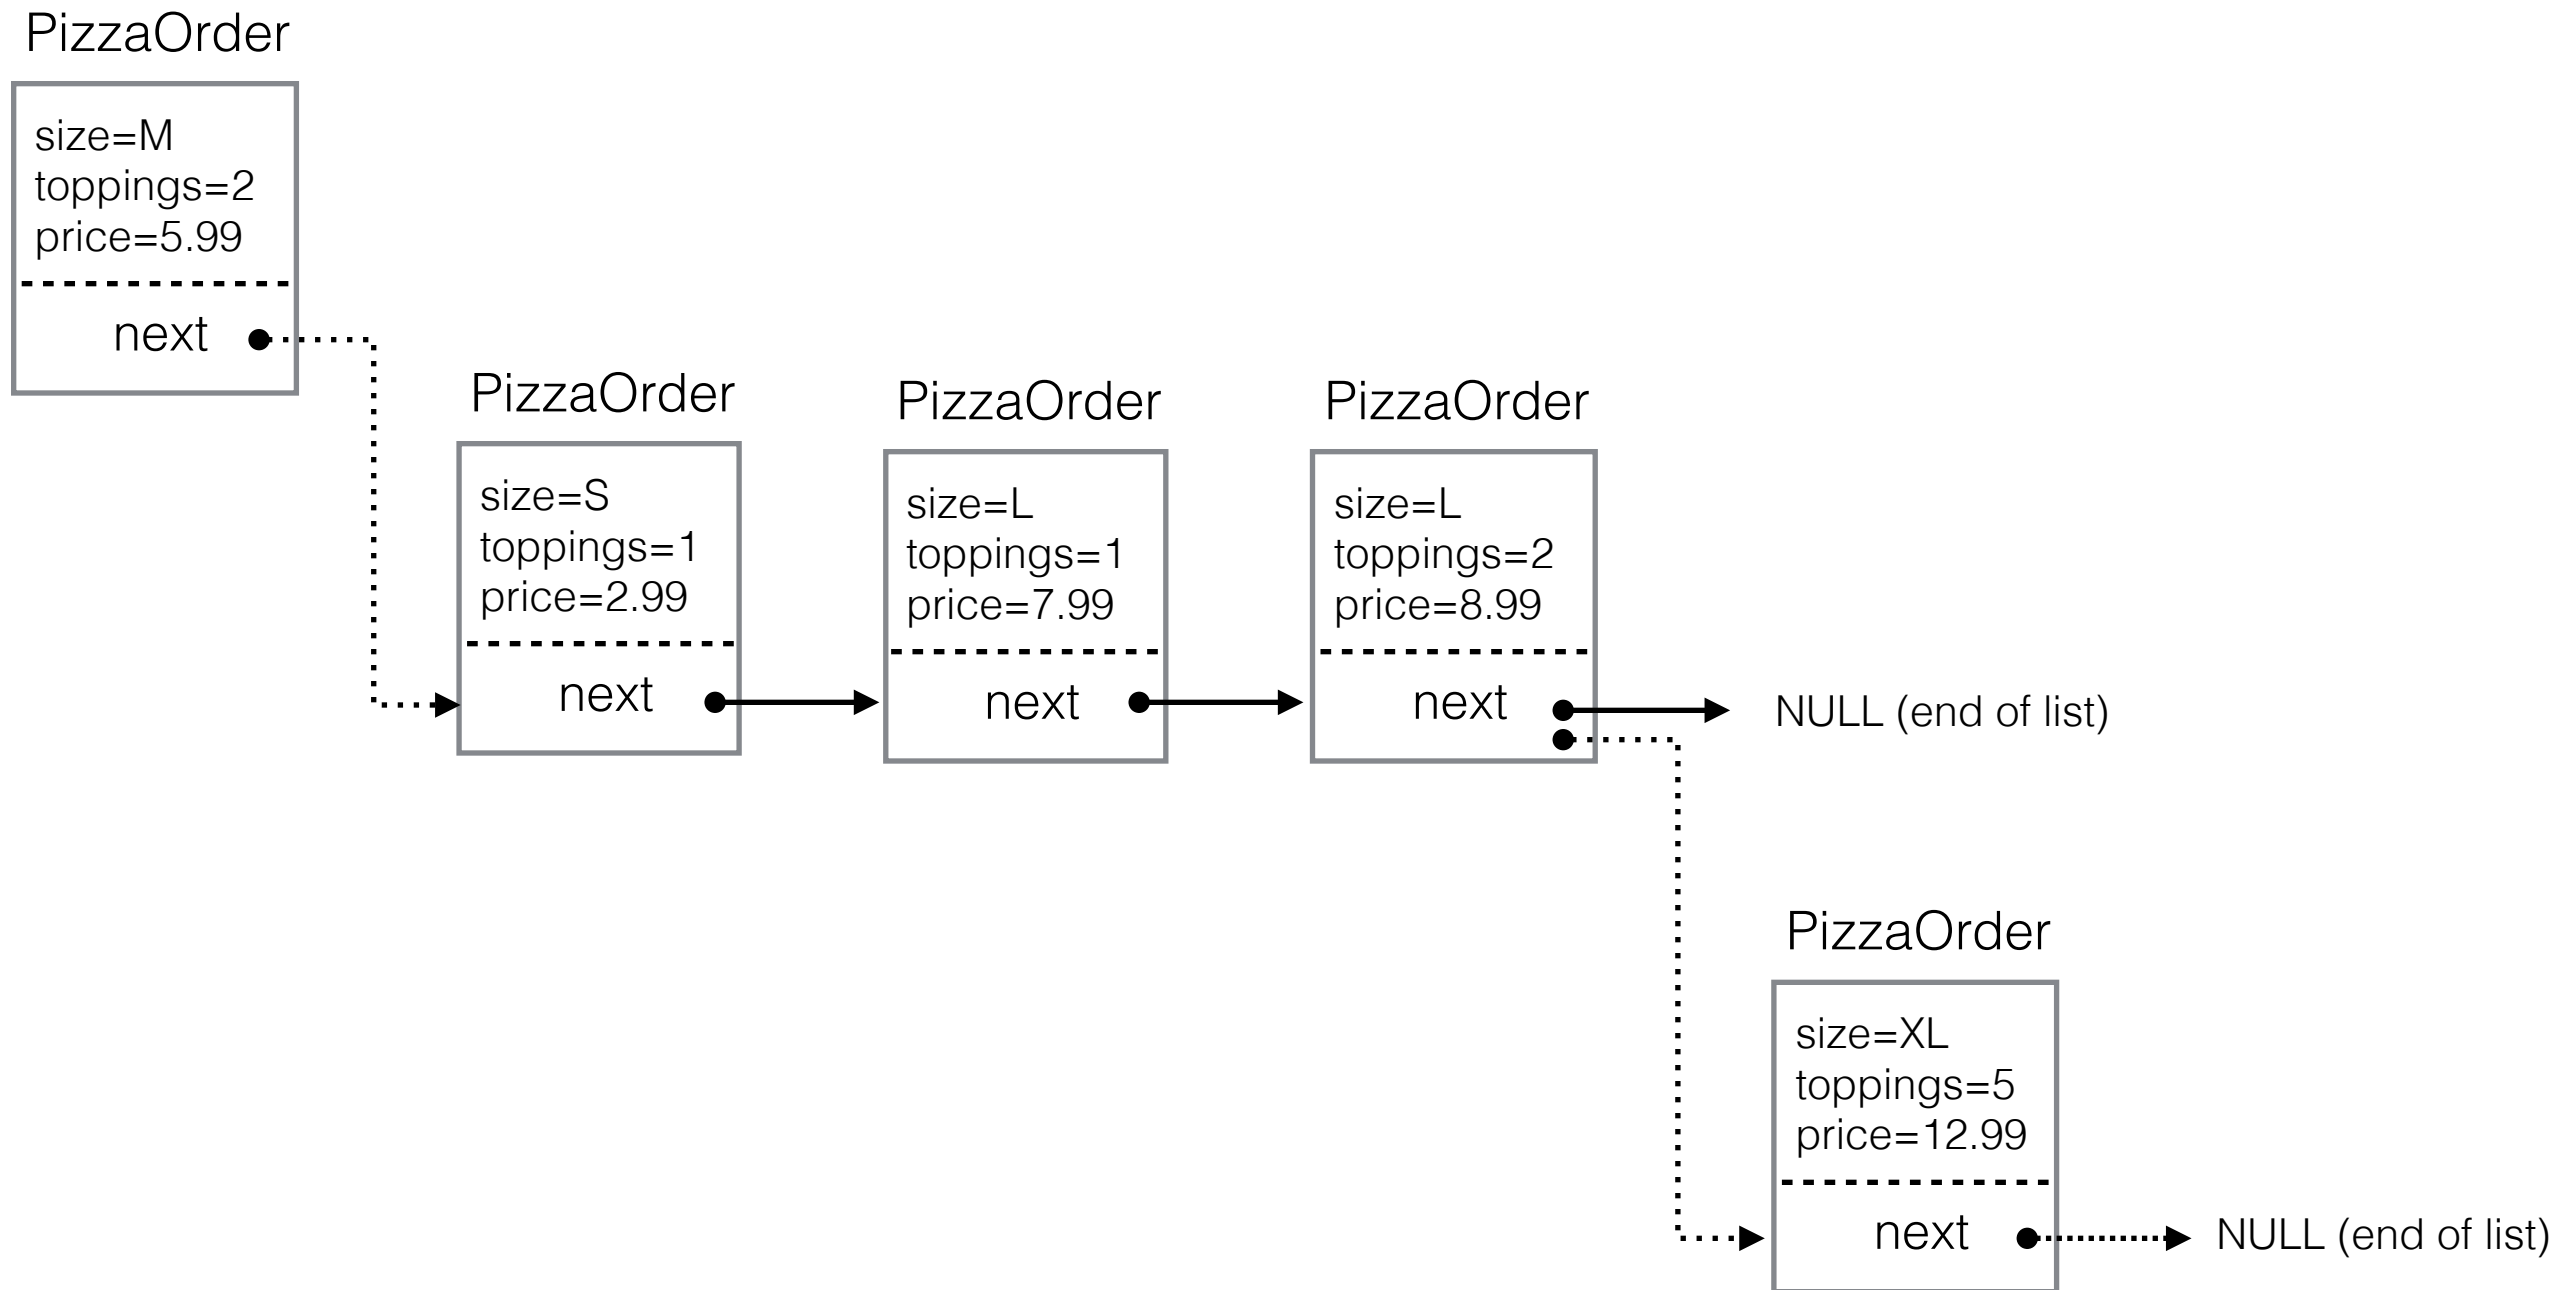 PizzaOrder
size=M
toppings=2
price=5.99
next
PizzaOrder
size=S
toppings=1
price=2.99
next
PizzaOrder
size=L
toppings=1
price=7.99
next
PizzaOrder
size=L
toppings=2
price=8.99
next
NULL (end of list)
PizzaOrder
size=XL
toppings=5
price=12.99
next
NULL (end of list)